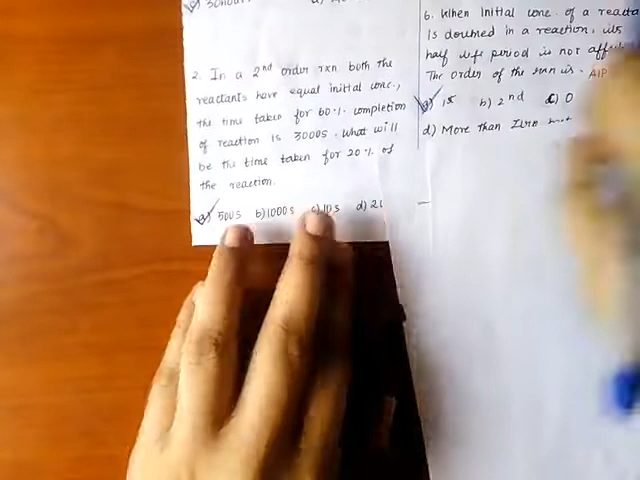 2. In a 2nd order rxn both the
reactants have equal initial conc.,
the time taken for 60% completion
of reaction is 3000s. What will
be the time taken for 20% of
the reaction.
a) 500s b) 1000s c) d)
6. When initial conc. of a
is doubled in a reaction, its
half life period is not
The order of the rxn is. AIP
a) 1st b) 2nd c) 0
d) More than Zero